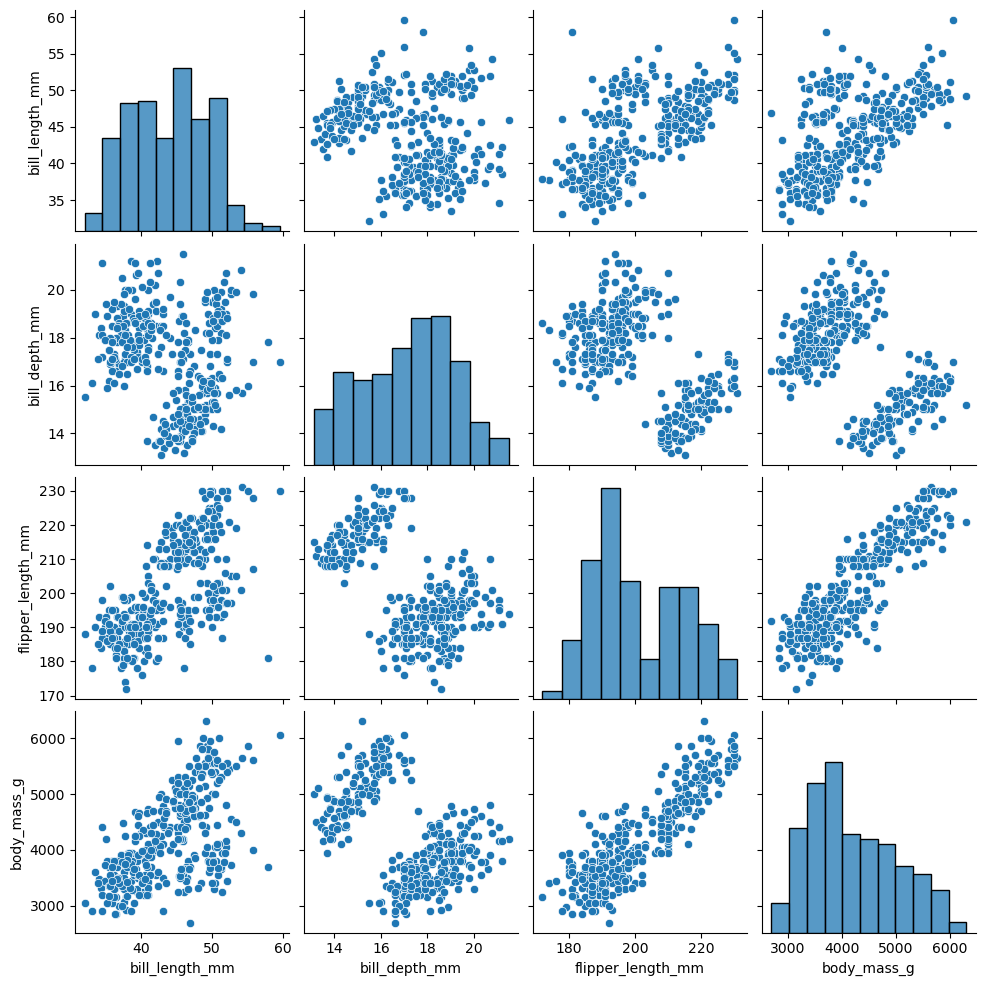 60
55
50
45
40
35
bill_length_mm
20
18
16
14
bill_depth_mm
230
220
210
200
190
180
170
flipper_length_mm
6000
5000
4000
3000
body_mass_g
40 50 60
14 16 18 20
180 200 220
3000 4000 5000 6000
bill_length_mm
bill_depth_mm
flipper_length_mm
body_mass_g